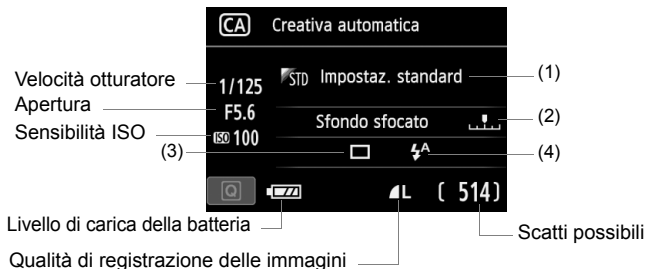 CA Creativa automatica
Velocità otturatore 1/125 STD Impostaz. standard (1)
Apertura F5.6 Sfondo sfocato (2)
Sensibilità ISO ISO 100
(3) A (4)
Q L ( 514)
Livello di carica della batteria Scatti possibili
Qualità di registrazione delle immagini